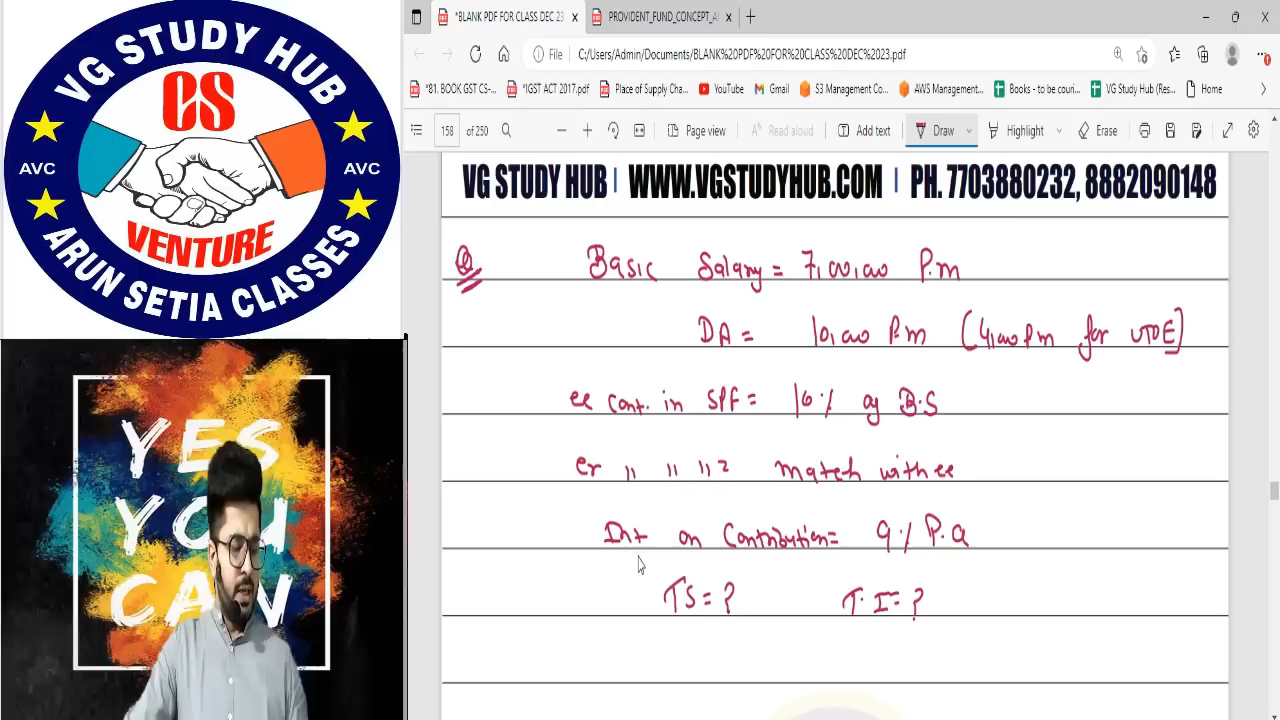 VG STUDY HUB
CS
AVC
AVC
VENTURE
ARUN SETIA CLASSES
YES
YOU
CAN
*BLANK PDF FOR CLASS DEC 23
PROVIDENT_FUND_CONCEPT_A
File
C:/Users/Admin/Documents/BLANK%20PDF%20FOR%20CLASS%20DEC%202023.pdf
*81. BOOK GST CS-...
*IGST ACT 2017.pdf
Place of Supply Cha...
YouTube
Gmail
S3 Management Co...
AWS Management...
Books - to be couri...
VG Study Hub (Res...
Home
158 of 250
Page view
Read aloud
Add text
Draw
Highlight
Erase
VG STUDY HUB | WWW.VGSTUDYHUB.COM | PH. 7703880232, 8882090148
Q Basic Salary = 7,00,000 P.m
DA = 10,000 P.m (4,000 Pm for UTOE)
ee cont. in SPF = 10% of B.S
er " " " = match with ee
Int on Contribution = 9% P.a
TS = ? T.I = ?